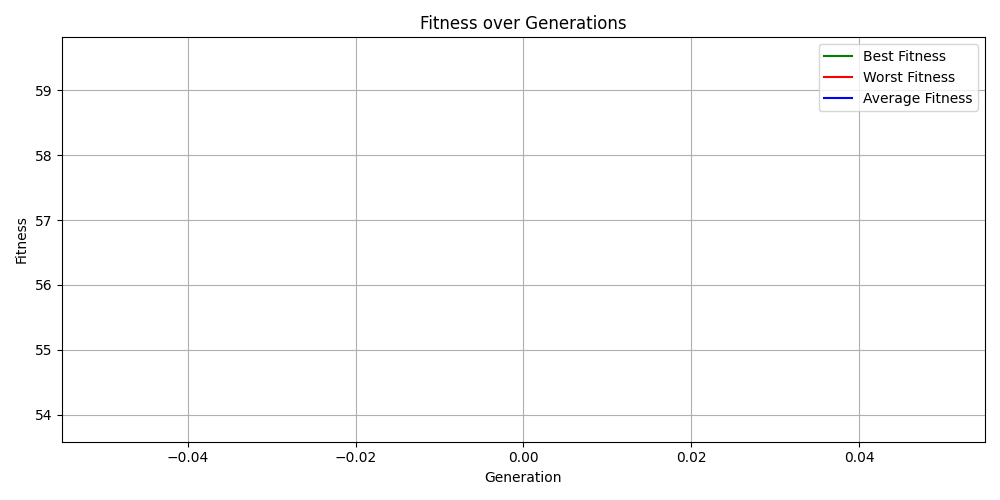 Fitness over Generations
Best Fitness
Worst Fitness
Average Fitness
59
58
57
56
55
54
Fitness
−0.04
−0.02
0.00
0.02
0.04
Generation